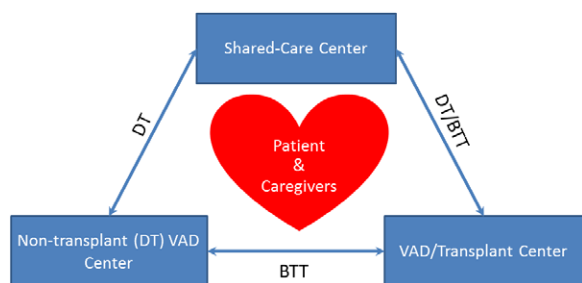 Shared-Care Center
DT
DT/BTT
Patient
&
Caregivers
Non-transplant (DT) VAD
Center
VAD/Transplant Center
BTT